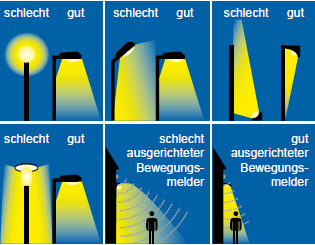 schlecht gut
schlecht gut
schlecht gut
schlecht gut
schlecht
ausgerichteter
Bewegungs-
melder
gut
ausgerichteter
Bewegungs-
melder